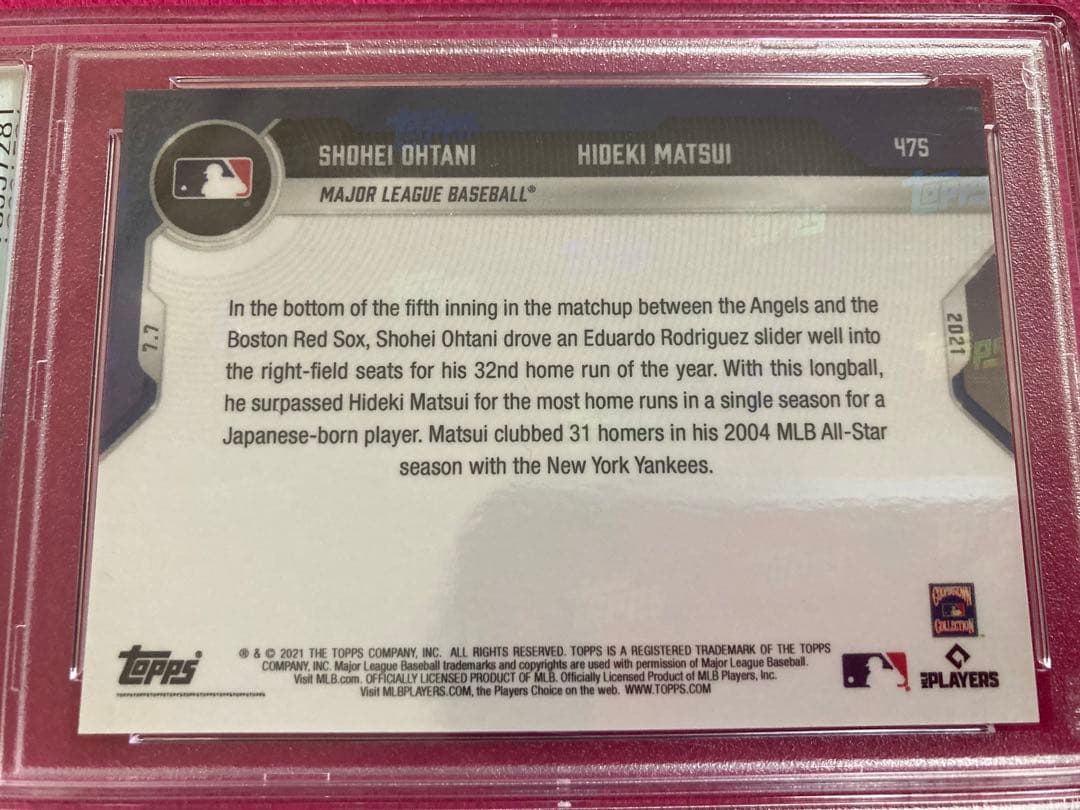 SHOHEI OHTANI HIDEKI MATSUI 475
MAJOR LEAGUE BASEBALL®
7.7
2021
In the bottom of the fifth inning in the matchup between the Angels and the
Boston Red Sox, Shohei Ohtani drove an Eduardo Rodriguez slider well into
the right-field seats for his 32nd home run of the year. With this longball,
he surpassed Hideki Matsui for the most home runs in a single season for a
Japanese-born player. Matsui clubbed 31 homers in his 2004 MLB All-Star
season with the New York Yankees.
COOPERSTOWN
COLLECTION
topps
® & © 2021 THE TOPPS COMPANY, INC. ALL RIGHTS RESERVED. TOPPS IS A REGISTERED TRADEMARK OF THE TOPPS
COMPANY, INC. Major League Baseball trademarks and copyrights are used with permission of Major League Baseball.
Visit MLB.com. OFFICIALLY LICENSED PRODUCT OF MLB. Officially Licensed Product of MLB Players, Inc.
Visit MLBPLAYERS.COM, the Players Choice on the web. WWW.TOPPS.COM
MLB PLAYERS